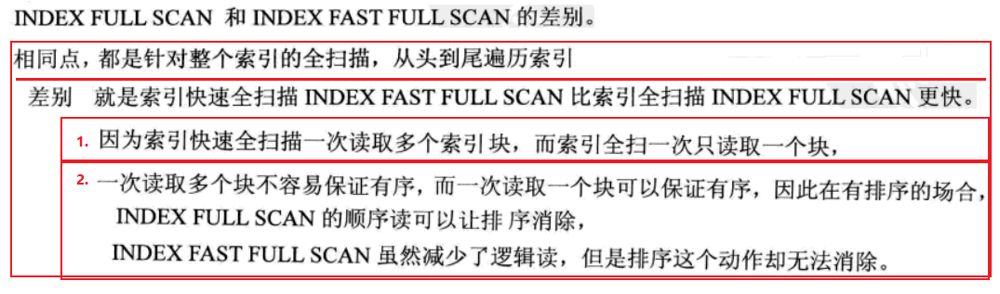 INDEX FULL SCAN 和 INDEX FAST FULL SCAN 的差别。
相同点，都是针对整个索引的全扫描，从头到尾遍历索引
差别 就是索引快速全扫描 INDEX FAST FULL SCAN 比索引全扫描 INDEX FULL SCAN 更快。
1. 因为索引快速全扫描一次读取多个索引块，而索引全扫一次只读取一个块，
2. 一次读取多个块不容易保证有序，而一次读取一个块可以保证有序，因此在有排序的场合，
INDEX FULL SCAN 的顺序读可以让排 序消除，
INDEX FAST FULL SCAN 虽然减少了逻辑读，但是排序这个动作却无法消除。